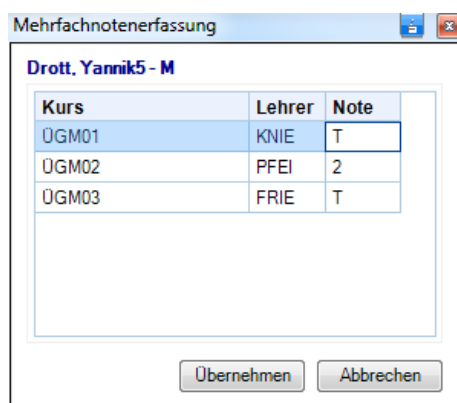 Mehrfachnotenerfassung
Drott, Yannik5 - M
Kurs Lehrer Note
ÜGM01 KNIE T
ÜGM02 PFEI 2
ÜGM03 FRIE T
Übernehmen Abbrechen